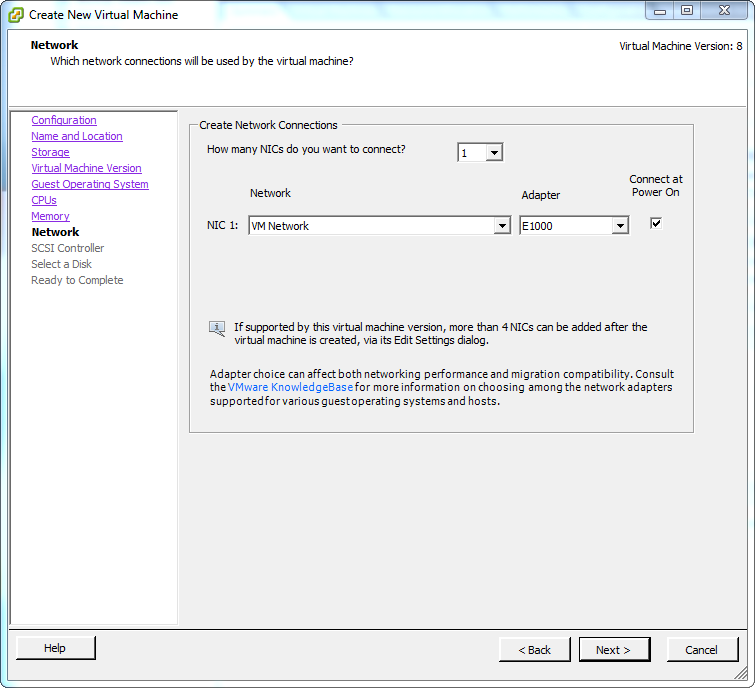 Create New Virtual Machine
Network
Which network connections will be used by the virtual machine?
Virtual Machine Version: 8
Configuration
Name and Location
Storage
Virtual Machine Version
Guest Operating System
CPUs
Memory
Network
SCSI Controller
Select a Disk
Ready to Complete
Create Network Connections
How many NICs do you want to connect?
1
Network
Adapter
Connect at
Power On
NIC 1:
VM Network
E1000
If supported by this virtual machine version, more than 4 NICs can be added after the
virtual machine is created, via its Edit Settings dialog.
Adapter choice can affect both networking performance and migration compatibility. Consult
the VMware KnowledgeBase for more information on choosing among the network adapters
supported for various guest operating systems and hosts.
Help
< Back
Next >
Cancel